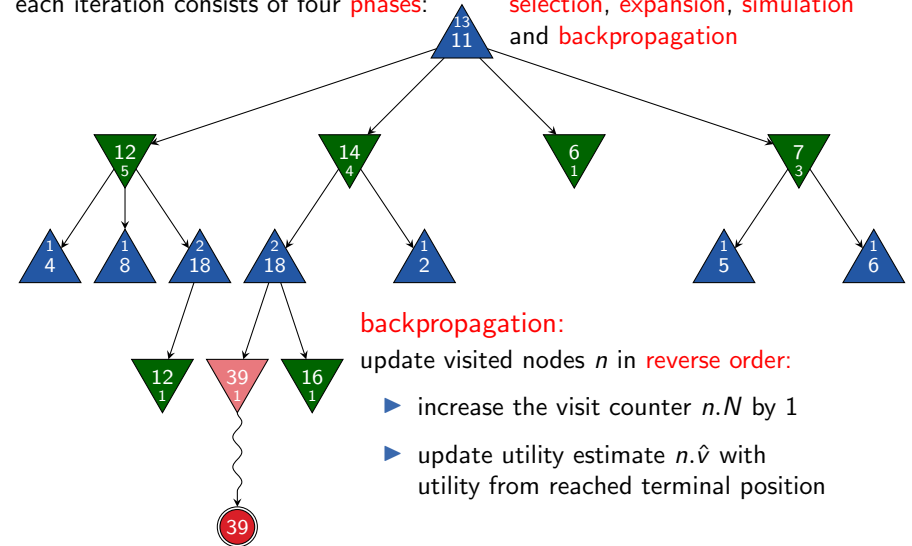 each iteration consists of four phases: selection, expansion, simulation
and backpropagation
13
11
12 14 6 7
5 4 1 3
1 1 2 2 1 1 1
4 8 18 18 2 5 6
backpropagation:
update visited nodes n in reverse order:
12 39 16
1 1 1
▶ increase the visit counter n.N by 1
▶ update utility estimate n.v̂ with
utility from reached terminal position
39